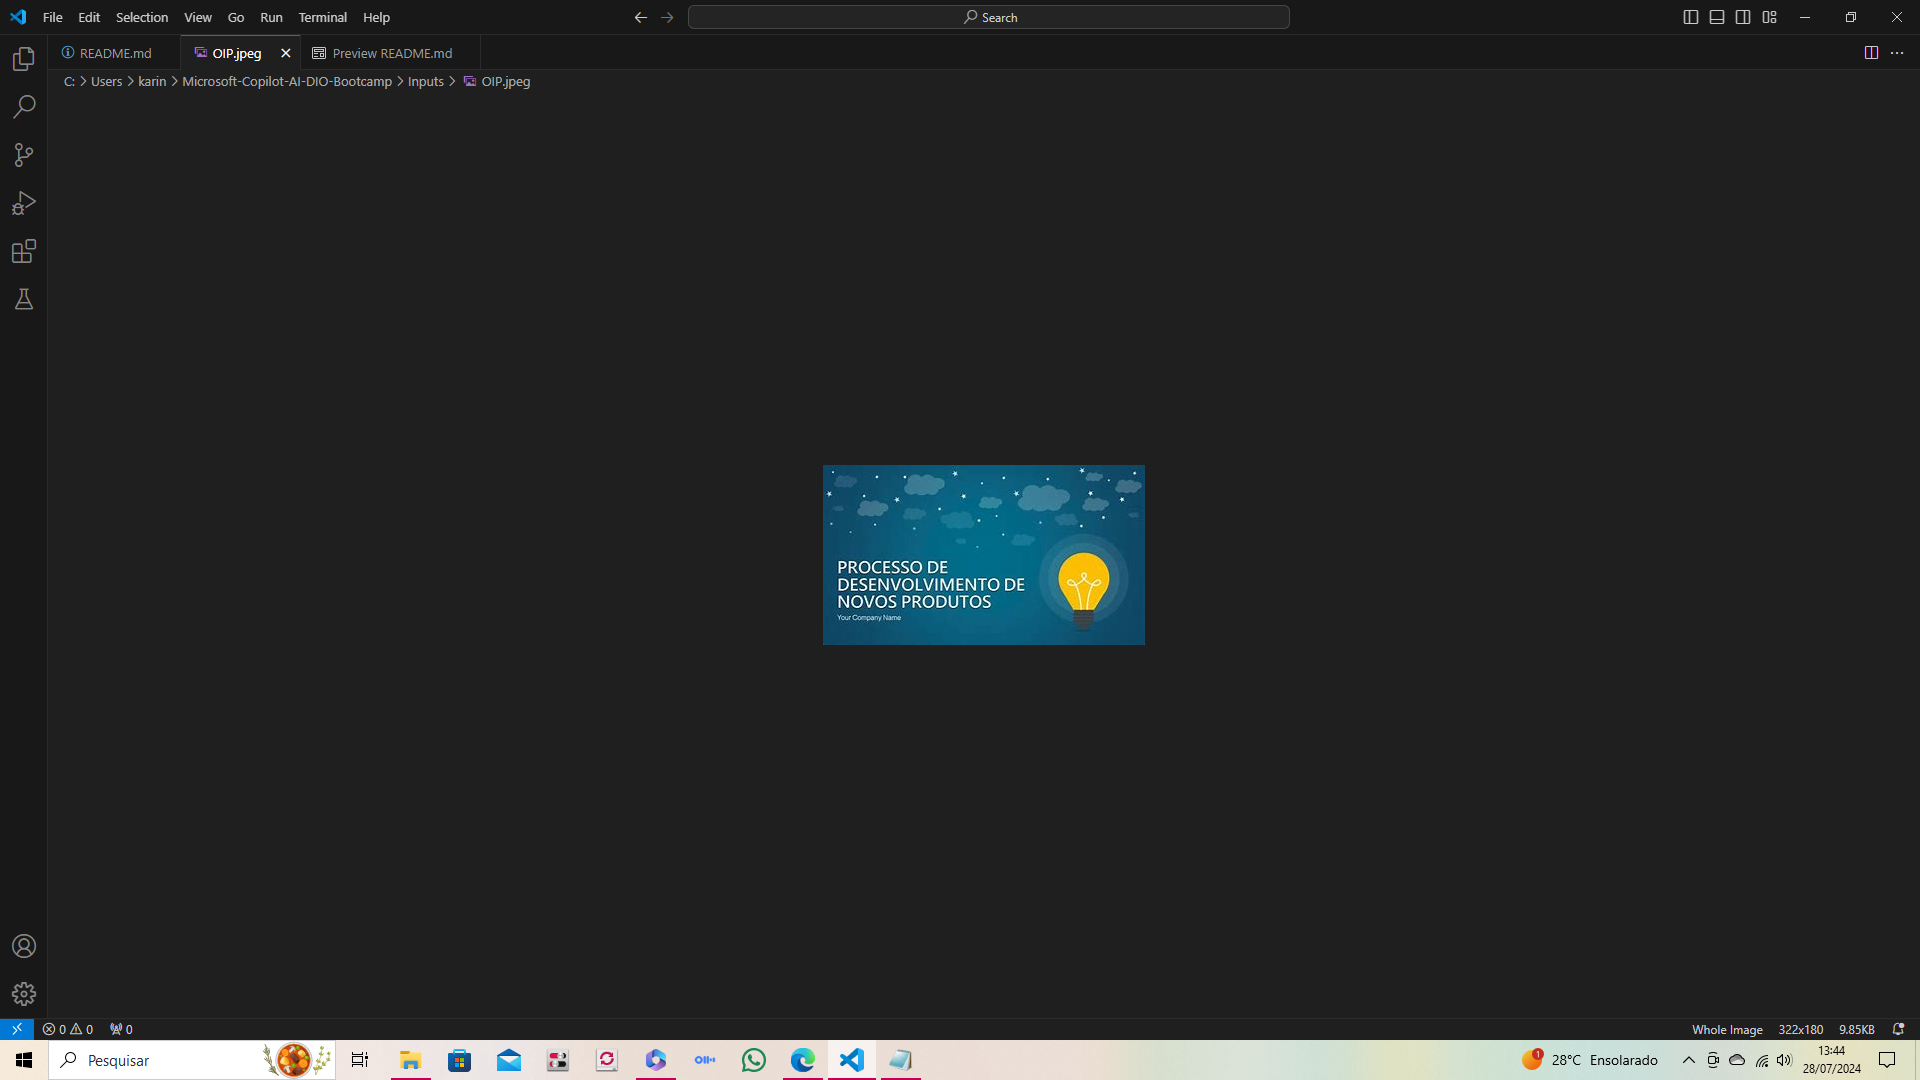 File Edit Selection View Go Run Terminal Help
Search
README.md
OIP.jpeg
Preview README.md
C: > Users > karin > Microsoft-Copilot-AI-DIO-Bootcamp > Inputs > OIP.jpeg
PROCESSO DE
DESENVOLVIMENTO DE
NOVOS PRODUTOS
Your Company Name
0 0 0
Whole Image 322x180 9.85KB
Pesquisar
1
28°C Ensolarado
13:44
28/07/2024